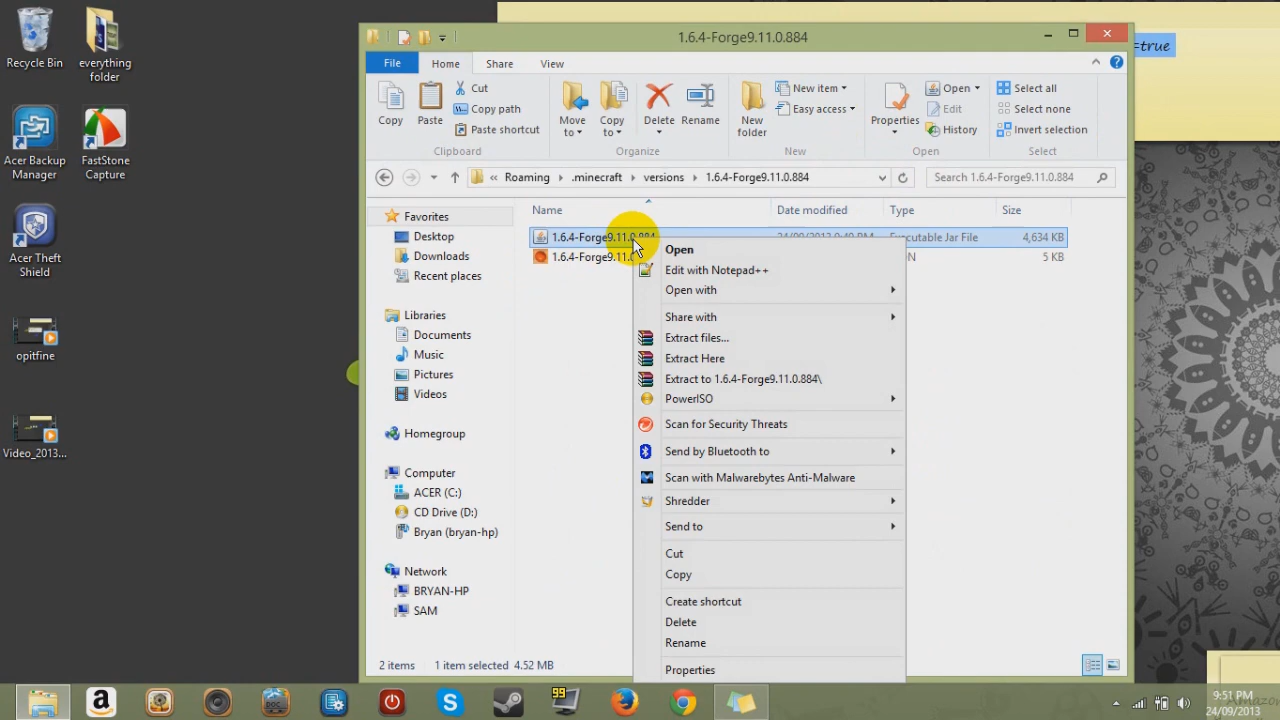 Recycle Bin
everything folder
Acer Backup Manager
FastStone Capture
Acer Theft Shield
opitfine
Video_2013...
=true
1.6.4-Forge9.11.0.884
File
Home
Share
View
Copy
Paste
Cut
Copy path
Paste shortcut
Clipboard
Move to
Copy to
Delete
Rename
Organize
New folder
New item
Easy access
New
Properties
Open
Edit
History
Open
Select all
Select none
Invert selection
Select
« Roaming .minecraft versions 1.6.4-Forge9.11.0.884
Search 1.6.4-Forge9.11.0.884
Name
Date modified
Type
Size
1.6.4-Forge9.11.0.884
24/09/2013 9:49 PM
Executable Jar File
4,634 KB
1.6.4-Forge9.11.0
ON
5 KB
Favorites
Desktop
Downloads
Recent places
Libraries
Documents
Music
Pictures
Videos
Homegroup
Computer
ACER (C:)
CD Drive (D:)
Bryan (bryan-hp)
Network
BRYAN-HP
SAM
Open
Edit with Notepad++
Open with
Share with
Extract files...
Extract Here
Extract to 1.6.4-Forge9.11.0.884\
PowerISO
Scan for Security Threats
Send by Bluetooth to
Scan with Malwarebytes Anti-Malware
Shredder
Send to
Cut
Copy
Create shortcut
Delete
Rename
Properties
2 items
1 item selected 4.52 MB
DOC
99
9:51 PM
24/09/2013